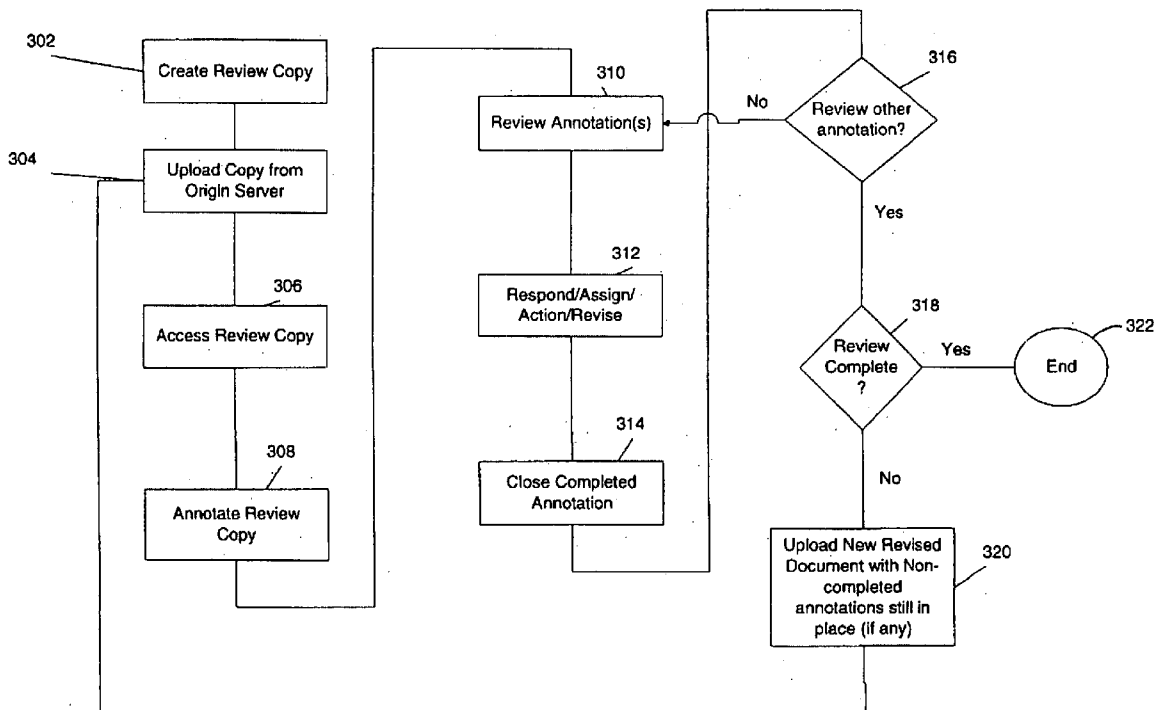 302
Create Review Copy
304
Upload Copy from
Origin Server
306
Access Review Copy
308
Annotate Review
Copy
310
Review Annotation(s)
312
Respond/Assign/
Action/Revise
314
Close Completed
Annotation
316
Review other
annotation?
No
Yes
318
Review
Complete
?
Yes
322
End
No
320
Upload New Revised
Document with Non-
completed
annotations still in
place (if any)